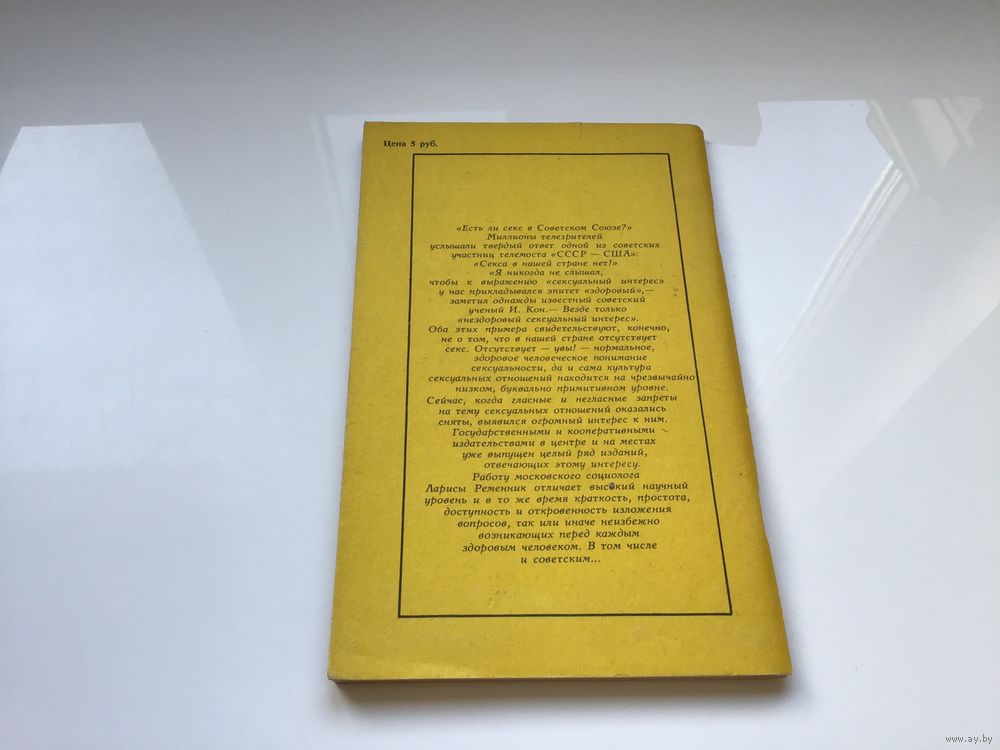 Цена 5 руб.
«Есть ли секс в Советском Союзе?»
Миллионы телезрителей
услышали твердый ответ одной из советских
участниц телемоста «СССР — США»:
«Секса в нашей стране нет!»
«Я никогда не слышал,
чтобы к выражению «сексуальный интерес»
у нас прикладывался эпитет «здоровый»,—
заметил однажды известный советский
ученый И. Кон.— Везде только
«нездоровый сексуальный интерес».
Оба этих примера свидетельствуют, конечно,
не о том, что в нашей стране отсутствует
секс. Отсутствует — увы! — нормальное,
здоровое человеческое понимание
сексуальности, да и сама культура
сексуальных отношений находится на чрезвычайно
низком, буквально примитивном уровне.
Сейчас, когда гласные и негласные запреты
на тему сексуальных отношений оказались
сняты, выявился огромный интерес к ним.
Государственными и кооперативными
издательствами в центре и на местах
уже выпущен целый ряд изданий,
отвечающих этому интересу.
Работу московского социолога
Ларисы Ременник отличает высокий научный
уровень и в то же время краткость, простота,
доступность и откровенность изложения
вопросов, так или иначе неизбежно
возникающих перед каждым
здоровым человеком. В том числе
и советским...
www.ay.by